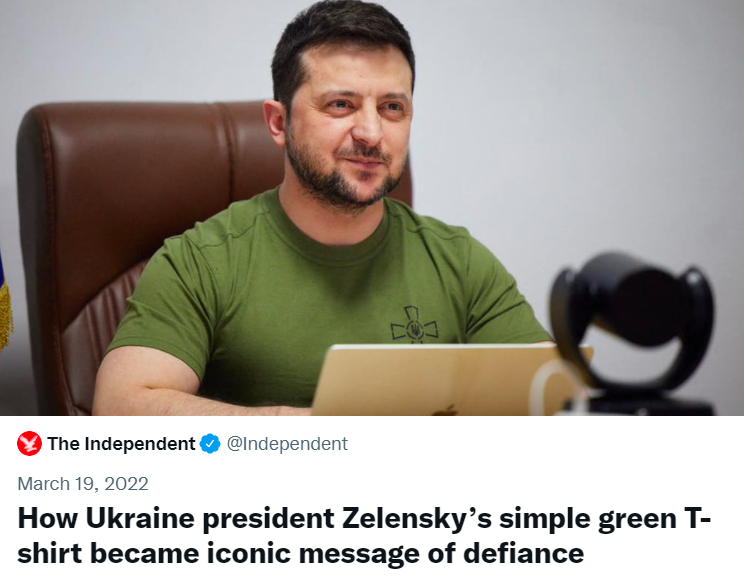 The Independent @Independent
March 19, 2022
How Ukraine president Zelensky’s simple green T-
shirt became iconic message of defiance